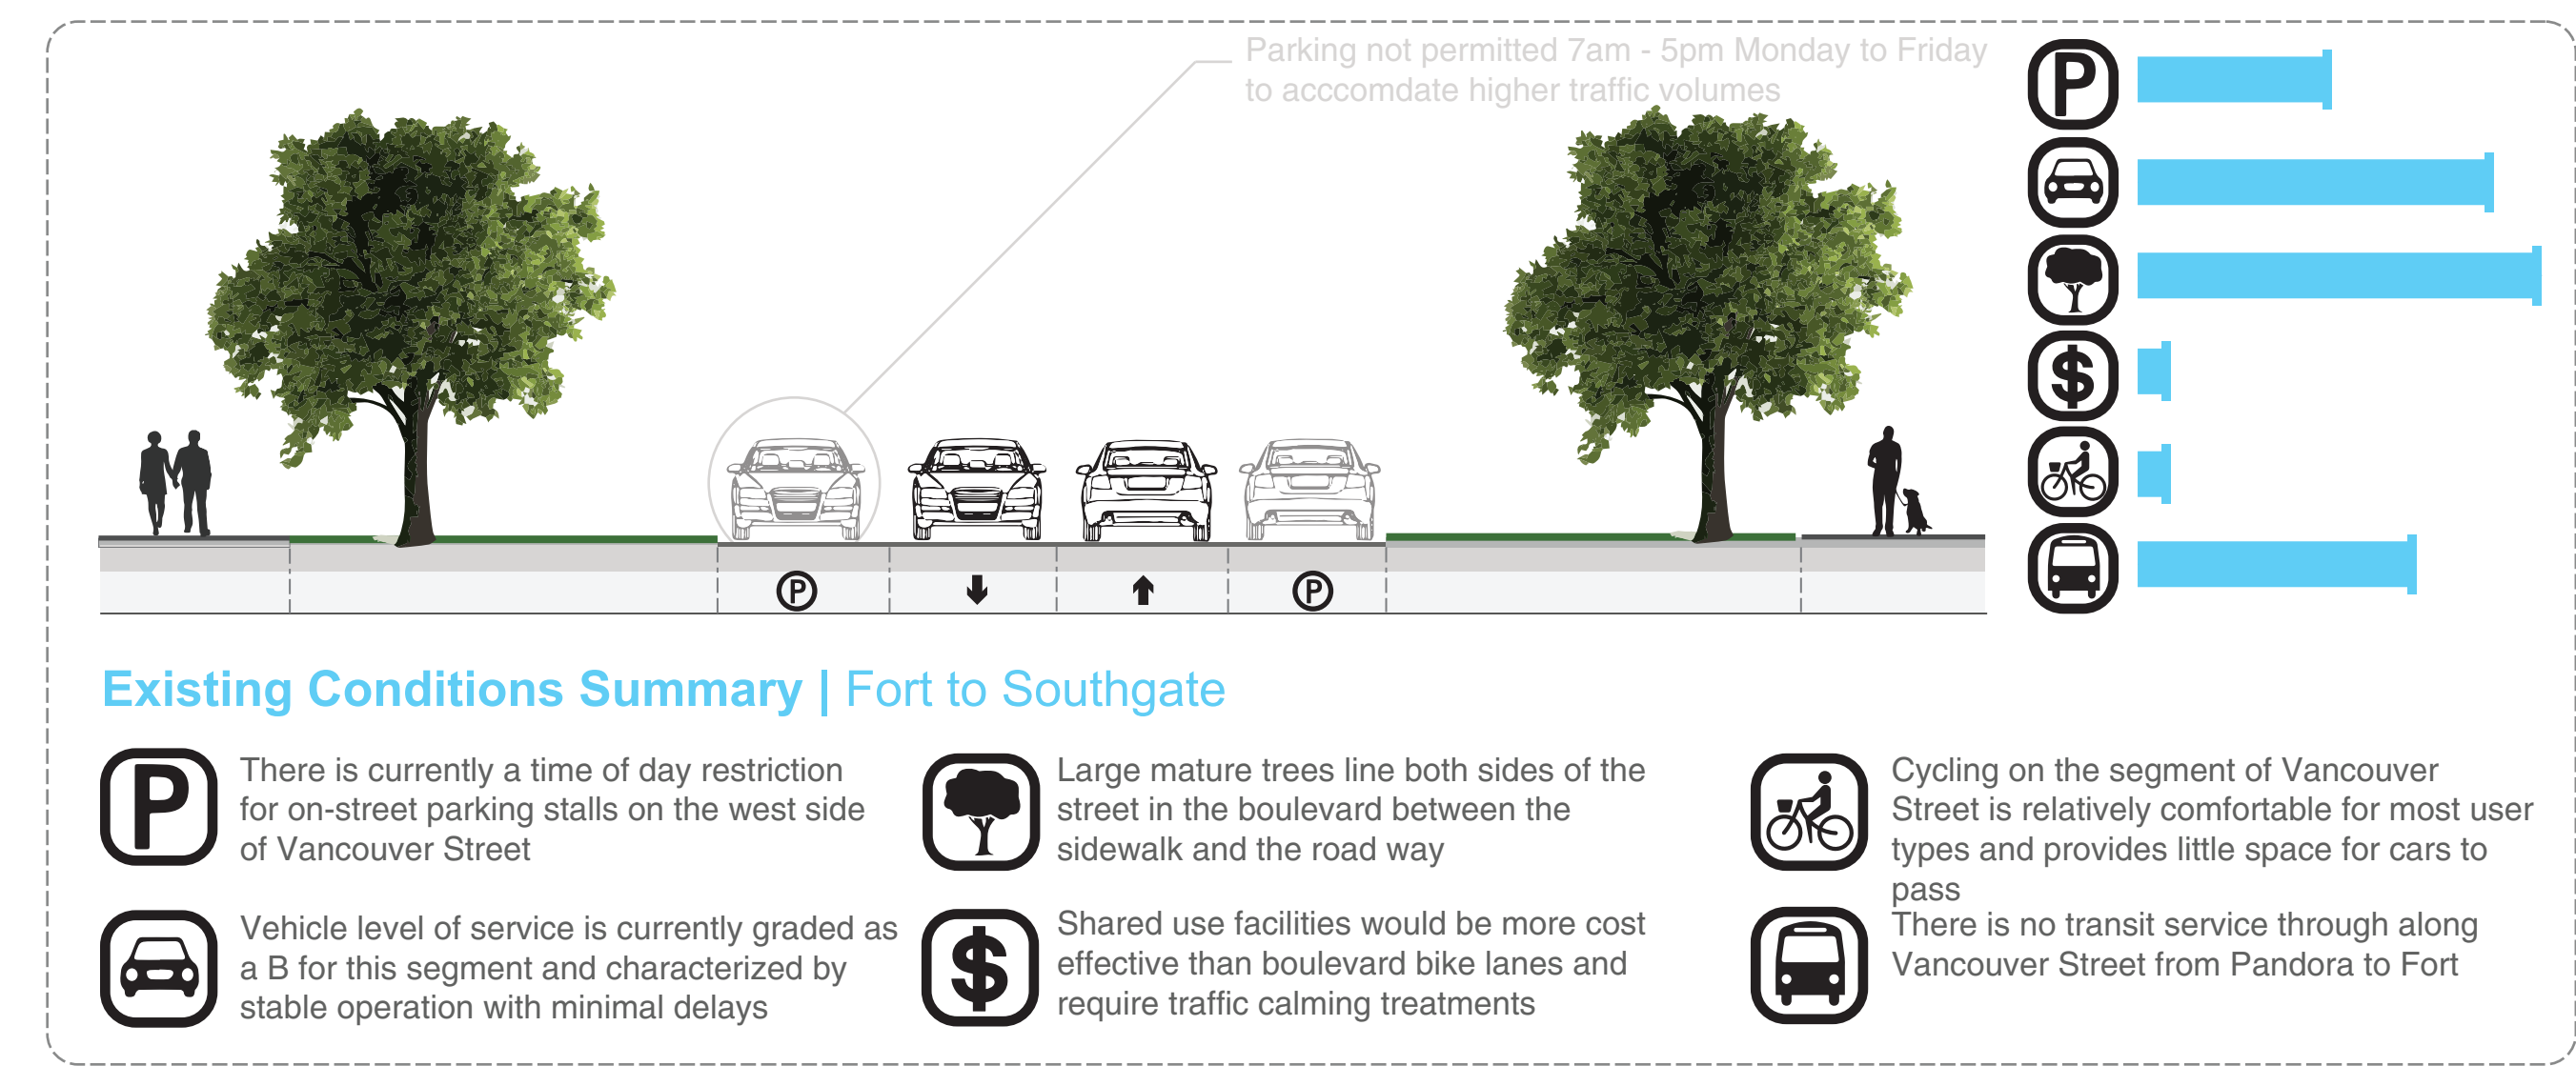 Parking not permitted 7am - 5pm Monday to Friday
to acccomdate higher traffic volumes
P
$
P
P
Existing Conditions Summary | Fort to Southgate
P
There is currently a time of day restriction
for on-street parking stalls on the west side
of Vancouver Street
Vehicle level of service is currently graded as
a B for this segment and characterized by
stable operation with minimal delays
Large mature trees line both sides of the
street in the boulevard between the
sidewalk and the road way
$
Shared use facilities would be more cost
effective than boulevard bike lanes and
require traffic calming treatments
Cycling on the segment of Vancouver
Street is relatively comfortable for most user
types and provides little space for cars to
pass
There is no transit service through along
Vancouver Street from Pandora to Fort